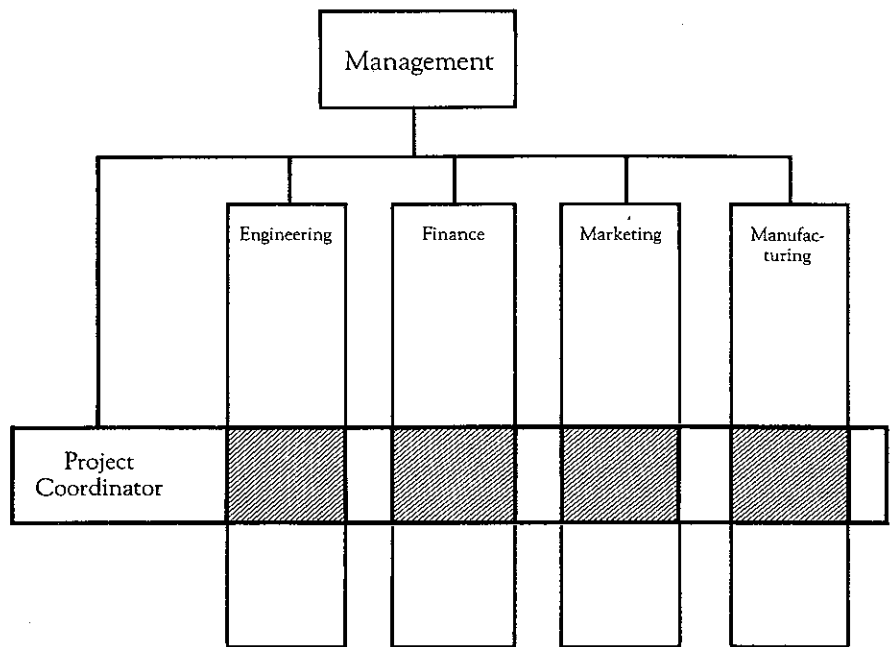 Management
Engineering
Finance
Marketing
Manufac-
turing
Project
Coordinator